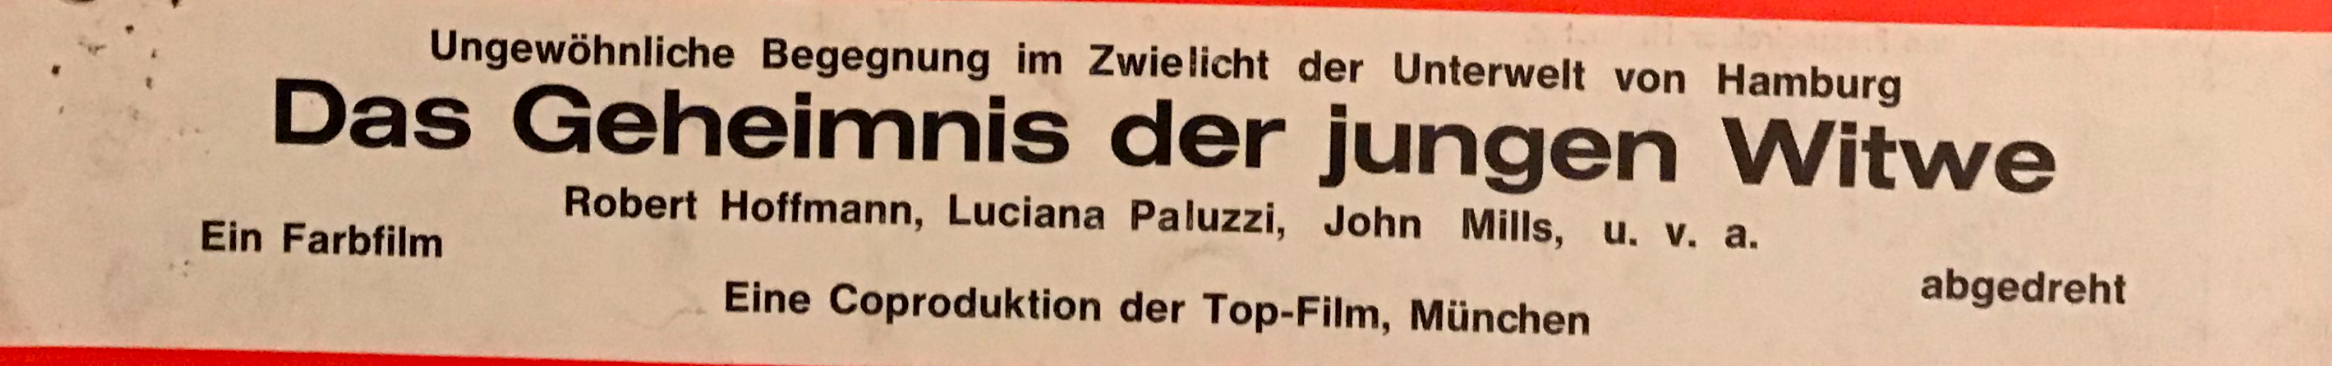 Ungewöhnliche Begegnung im Zwielicht der Unterwelt von Hamburg
Das Geheimnis der jungen Witwe
Robert Hoffmann, Luciana Paluzzi, John Mills, u. v. a.
Ein Farbfilm
abgedreht
Eine Coproduktion der Top-Film, München